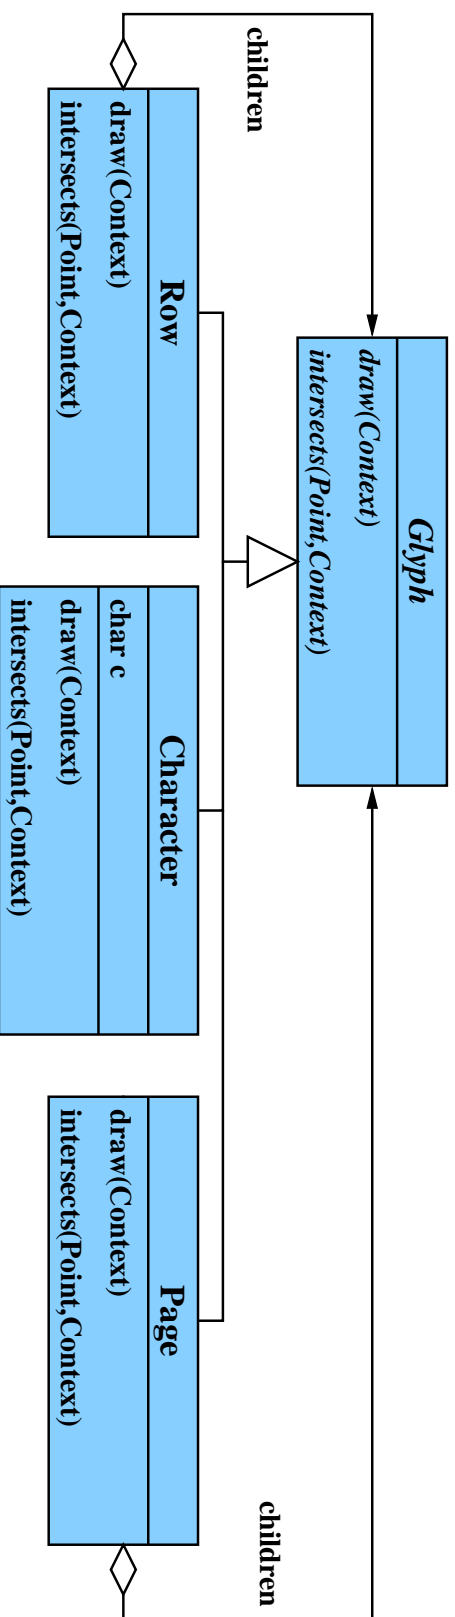 Glyph
draw(Context)
intersects(Point,Context)
children
children
Row
draw(Context)
intersects(Point,Context)
Character
char c
draw(Context)
intersects(Point,Context)
Page
draw(Context)
intersects(Point,Context)